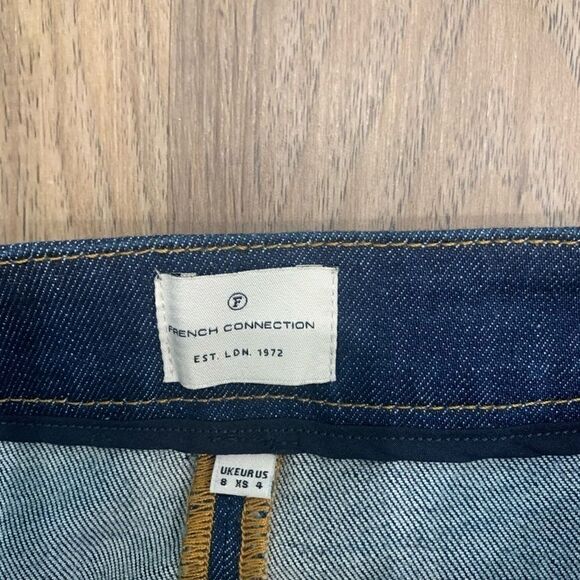 F
FRENCH CONNECTION
EST. LDN. 1972
UK EUR US
8 XS 4